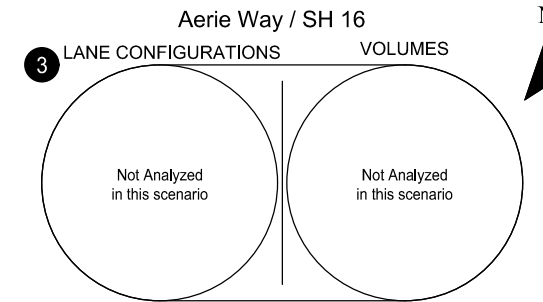 Aerie Way / SH 16
N
3 LANE CONFIGURATIONS VOLUMES
Not Analyzed
in this scenario
Not Analyzed
in this scenario